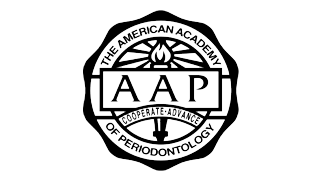 THE AMERICAN ACADEMY
AAP
COOPERATE·ADVANCE
OF PERIODONTOLOGY